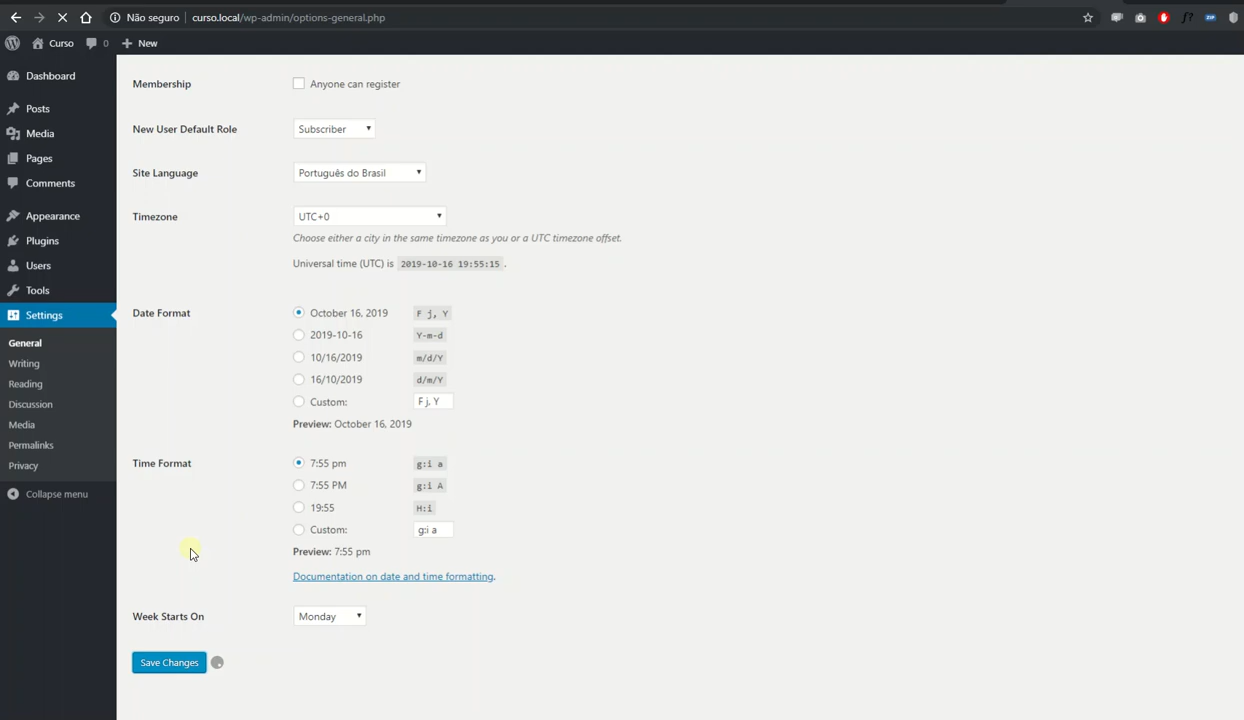 Não seguro curso.local/wp-admin/options-general.php
Curso 0 New
Dashboard
Posts
Media
Pages
Comments
Appearance
Plugins
Users
Tools
Settings
General
Writing
Reading
Discussion
Media
Permalinks
Privacy
Collapse menu
Membership Anyone can register
New User Default Role Subscriber
Site Language Português do Brasil
Timezone UTC+0
Choose either a city in the same timezone as you or a UTC timezone offset.
Universal time (UTC) is 2019-10-16 19:55:15 .
Date Format October 16, 2019 F j, Y
2019-10-16 Y-m-d
10/16/2019 m/d/Y
16/10/2019 d/m/Y
Custom: F j, Y
Preview: October 16, 2019
Time Format 7:55 pm g:i a
7:55 PM g:i A
19:55 H:i
Custom: g:i a
Preview: 7:55 pm
Documentation on date and time formatting.
Week Starts On Monday
Save Changes